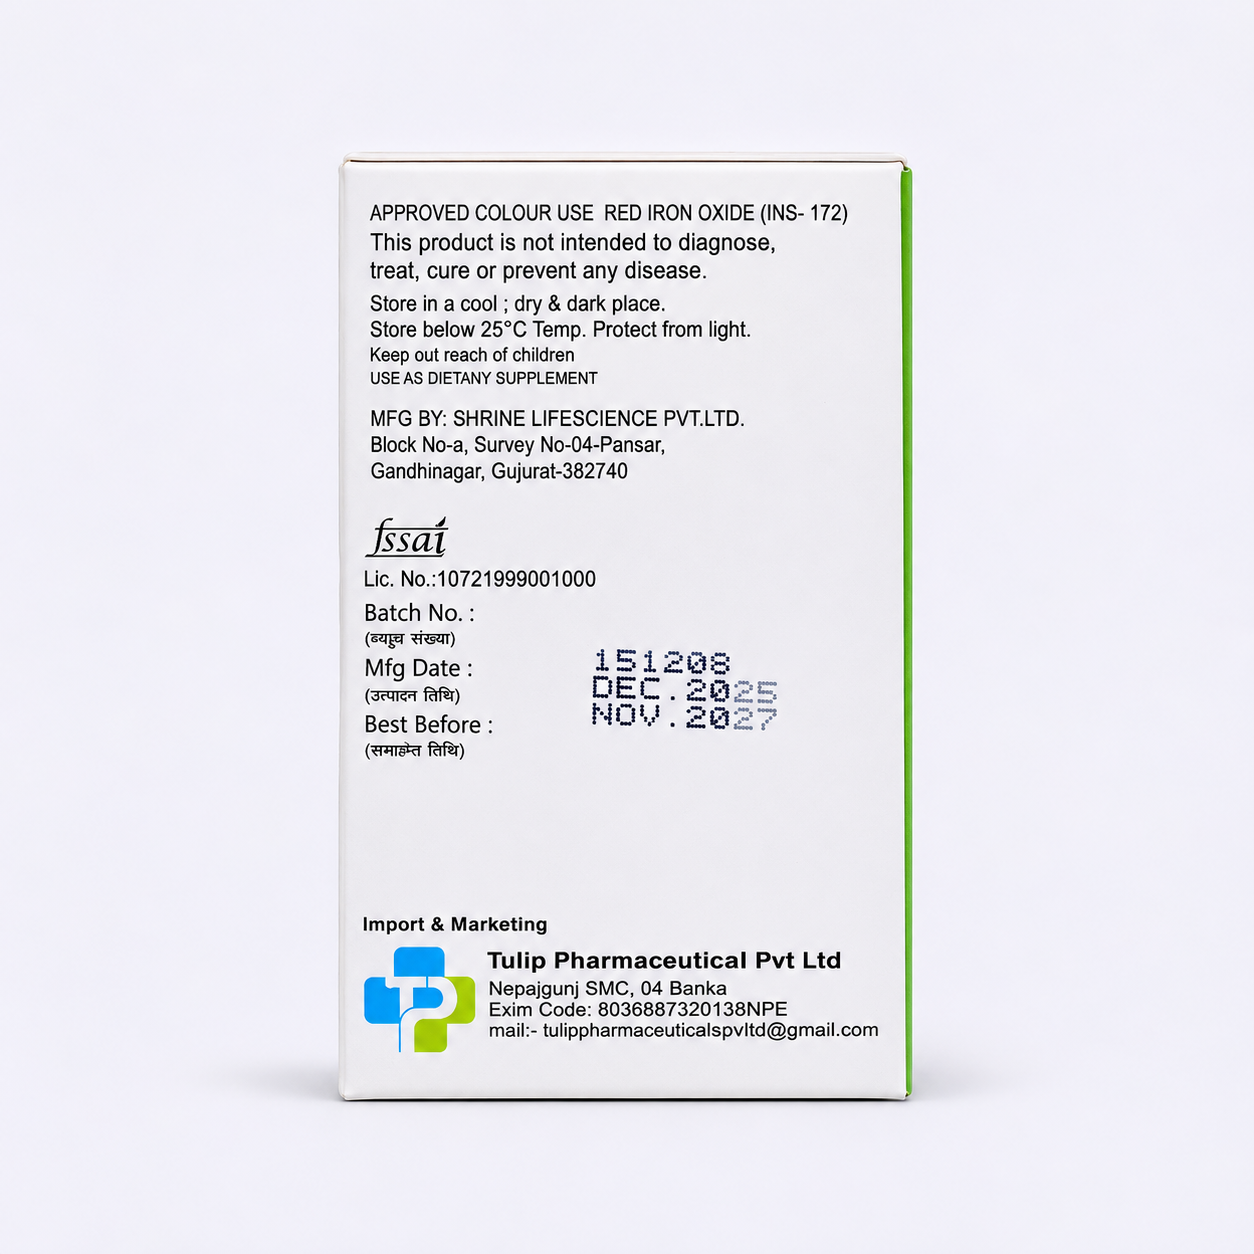 APPROVED COLOUR USE RED IRON OXIDE (INS- 172)
This product is not intended to diagnose,
treat, cure or prevent any disease.
Store in a cool ; dry & dark place.
Store below 25°C Temp. Protect from light.
Keep out reach of children
USE AS DIETANY SUPPLEMENT
MFG BY: SHRINE LIFESCIENCE PVT.LTD.
Block No-a, Survey No-04-Pansar,
Gandhinagar, Gujurat-382740
fssai
Lic. No.:10721999001000
Batch No. :
(संख्या)
151208
Mfg Date :
(उत्पादन तिथि)
DEC.2025
Best Before :
(तिथि)
NOV.2027
Import & Marketing
TP
Tulip Pharmaceutical Pvt Ltd
Nepajgunj SMC, 04 Banka
Exim Code: 8036887320138NPE
mail:- tulippharmaceuticalspvltd@gmail.com